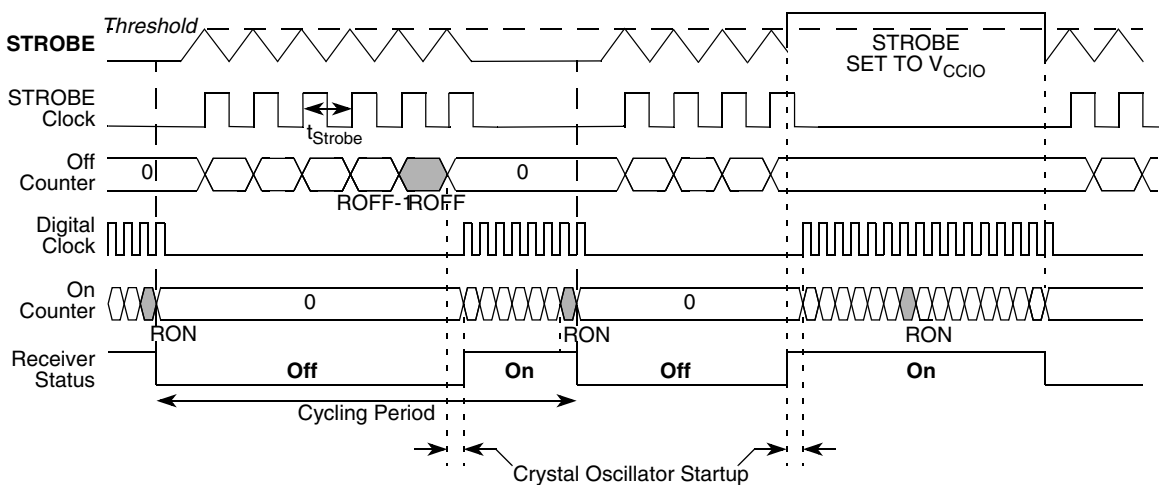 Threshold
STROBE
STROBE
SET TO VCCIO
STROBE
Clock
tStrobe
Off
Counter
0
0
ROFF-1
ROFF
Digital
Clock
On
Counter
0
0
RON
RON
RON
Receiver
Status
Off
On
Off
On
Cycling Period
Crystal Oscillator Startup